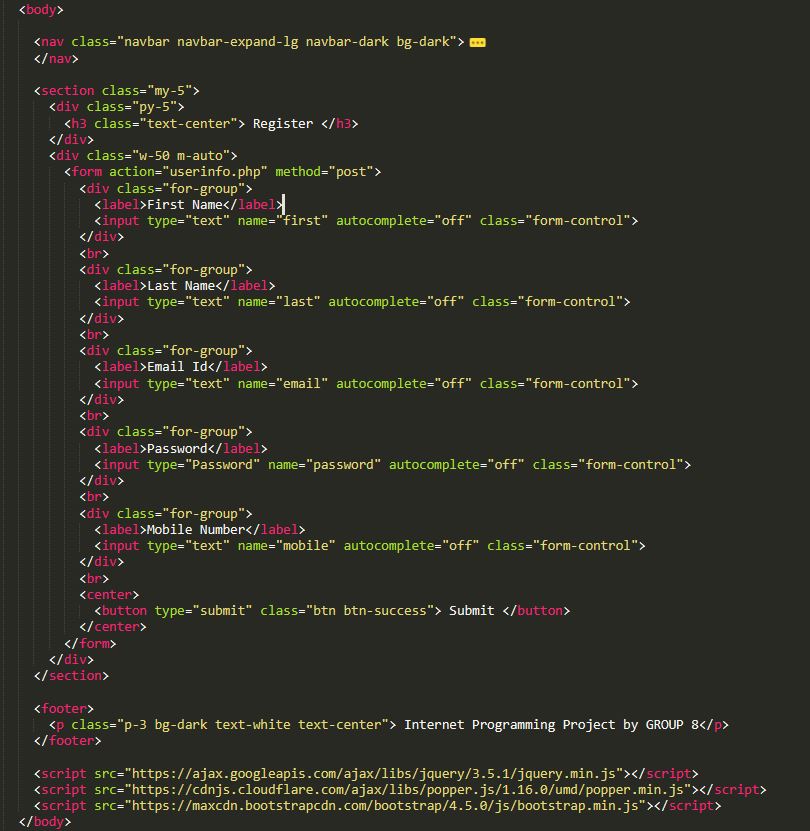 <body>
<nav class="navbar navbar-expand-lg navbar-dark bg-dark">
</nav>
<section class="my-5">
<div class="py-5">
<h3 class="text-center"> Register </h3>
</div>
<div class="w-50 m-auto">
<form action="userinfo.php" method="post">
<div class="for-group">
<label>First Name</label>
<input type="text" name="first" autocomplete="off" class="form-control">
</div>
<br>
<div class="for-group">
<label>Last Name</label>
<input type="text" name="last" autocomplete="off" class="form-control">
</div>
<br>
<div class="for-group">
<label>Email Id</label>
<input type="text" name="email" autocomplete="off" class="form-control">
</div>
<br>
<div class="for-group">
<label>Password</label>
<input type="Password" name="password" autocomplete="off" class="form-control">
</div>
<br>
<div class="for-group">
<label>Mobile Number</label>
<input type="text" name="mobile" autocomplete="off" class="form-control">
</div>
<br>
<center>
<button type="submit" class="btn btn-success"> Submit </button>
</center>
</form>
</div>
</section>
<footer>
<p class="p-3 bg-dark text-white text-center"> Internet Programming Project by GROUP 8</p>
</footer>
<script src="https://ajax.googleapis.com/ajax/libs/jquery/3.5.1/jquery.min.js"></script>
<script src="https://cdnjs.cloudflare.com/ajax/libs/popper.js/1.16.0/umd/popper.min.js"></script>
<script src="https://maxcdn.bootstrapcdn.com/bootstrap/4.5.0/js/bootstrap.min.js"></script>
</body>